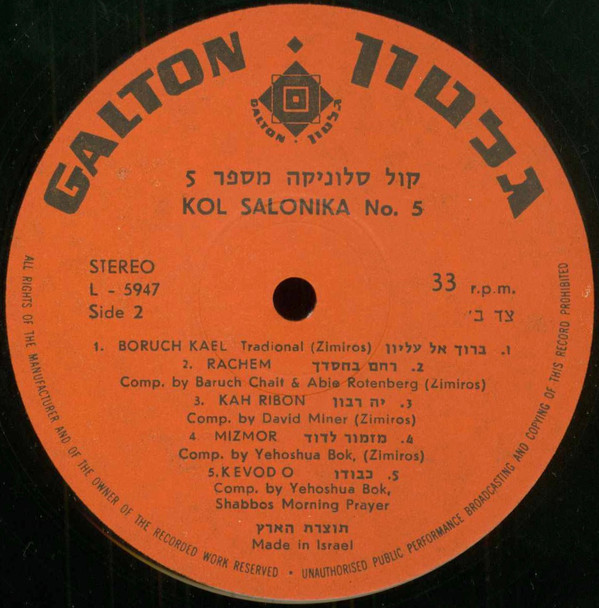 GALTON • גלטון
GALTON • גלטון
קול סלוניקה מספר 5
KOL SALONIKA No. 5
STEREO
L - 5947
Side 2
33 r.p.m.
צד ב'
1. BORUCH KAEL Tradional (Zimiros) ברוך אל עליון .1
2. RACHEM רחם בחסדך .2
Comp. by Baruch Chait & Abie Rotenberg (Zimiros)
3. KAH RIBON יה רבון .3
Comp. by David Miner (Zimiros)
4 MIZMOR מזמור לדוד .4
Comp. by Yehoshua Bok, (Zimiros)
5. KEVOD O כבודו .5
Comp. by Yehoshua Bok,
Shabbos Morning Prayer
תוצרת הארץ
Made in Israel
ALL RIGHTS OF THE MANUFACTURER AND OF THE OWNER OF THE RECORDED WORK RESERVED • UNAUTHORISED PUBLIC PERFORMANCE BROADCASTING AND COPYING OF THIS RECORD PROHIBITED